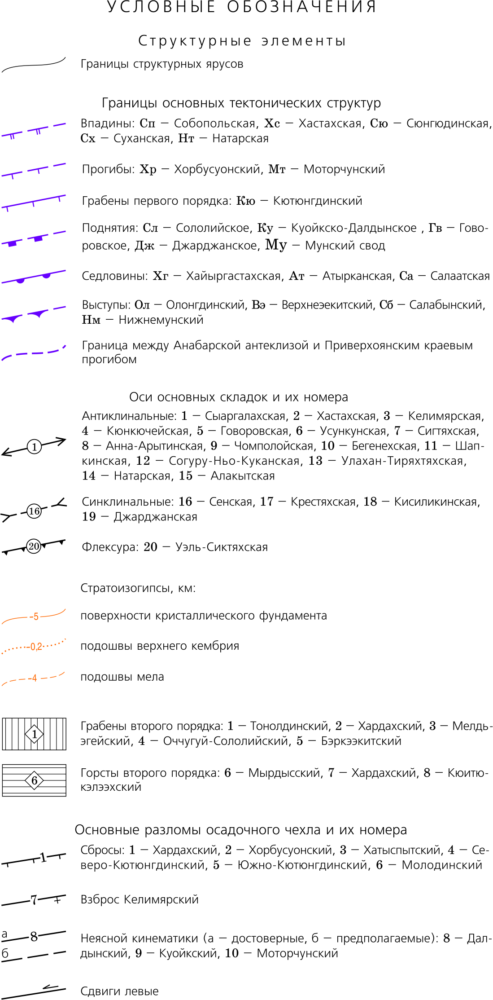 УСЛОВНЫЕ ОБОЗНАЧЕНИЯ
Структурные элементы
Границы структурных ярусов
Границы основных тектонических структур
Впадины: Сп – Собопольская, Хс – Хастахская, Сю – Сюнгюдинская,
Сх – Суханская, Нт – Натарская
Прогибы: Хр – Хорбусуонский, Мт – Моторчунский
Грабены первого порядка: Кю – Кютюнгдинский
Поднятия: Сл – Сололийское, Ку – Куойкско-Далдынское , Гв – Гово-
ровское, Дж – Джарджанское, Му – Мунский свод
Седловины: Хг – Хайыргастахская, Ат – Атырканская, Са – Салаатская
Выступы: Ол – Олонгдинский, Вэ – Верхнеэекитский, Сб – Салабынский,
Нм – Нижнемунский
Граница между Анабарской антеклизой и Приверхоянским краевым
прогибом
Оси основных складок и их номера
Антиклинальные: 1 – Сыаргалахская, 2 – Хастахская, 3 – Келимярская,
4 – Кюнкючейская, 5 – Говоровская, 6 – Усункунская, 7 – Сигтяхская,
1
8 – Анна-Арытинская, 9 – Чомполойская, 10 – Бегенехская, 11 – Шап-
кинская, 12 – Согуру-Ньо-Куканская, 13 – Улахан-Тиряхтяхская,
14 – Натарская, 15 – Алакытская
16
Синклинальные: 16 – Сенская, 17 – Крестяхская, 18 – Кисиликинская,
19 – Джарджанская
20
Флексура: 20 – Уэль-Сиктяхская
Стратоизогипсы, км:
-5
поверхности кристаллического фундамента
-0,2
подошвы верхнего кембрия
-4
подошвы мела
1
Грабены второго порядка: 1 – Тонолдинский, 2 – Хардахский, 3 – Мелдь-
эгейский, 4 – Оччугуй-Сололийский, 5 – Бэркээкитский
6
Горсты второго порядка: 6 – Мырдысский, 7 – Хардахский, 8 – Кюитю-
кэлээхский
Основные разломы осадочного чехла и их номера
1
Сбросы: 1 – Хардахский, 2 – Хорбусуонский, 3 – Хатыспытский, 4 – Се-
веро-Кютюнгдинский, 5 – Южно-Кютюнгдинский, 6 – Молодинский
7
Взброс Келимярский
а
8
б
Неясной кинематики (а – достоверные, б – предполагаемые): 8 – Дал-
дынский, 9 – Куойкский, 10 – Моторчунский
Сдвиги левые